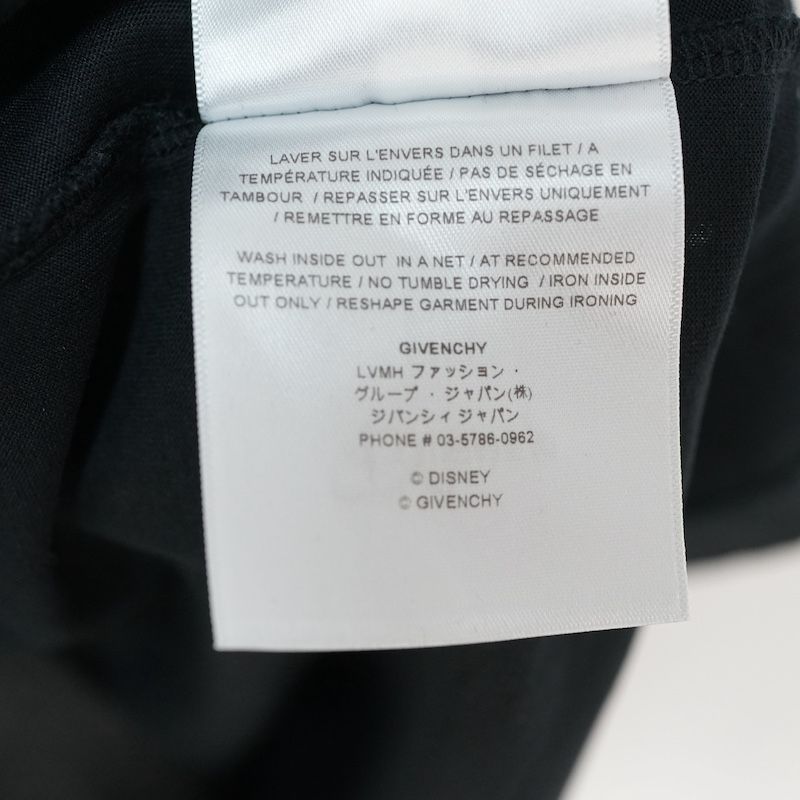 LAVER SUR L'ENVERS DANS UN FILET / A
TEMPÉRATURE INDIQUÉE / PAS DE SÉCHAGE EN
TAMBOUR / REPASSER SUR L'ENVERS UNIQUEMENT
/ REMETTRE EN FORME AU REPASSAGE
WASH INSIDE OUT IN A NET / AT RECOMMENDED
TEMPERATURE / NO TUMBLE DRYING / IRON INSIDE
OUT ONLY / RESHAPE GARMENT DURING IRONING
GIVENCHY
LVMH ファッション・
グループ・ジャパン(株)
ジバンシィ ジャパン
PHONE # 03-5786-0962
© DISNEY
© GIVENCHY